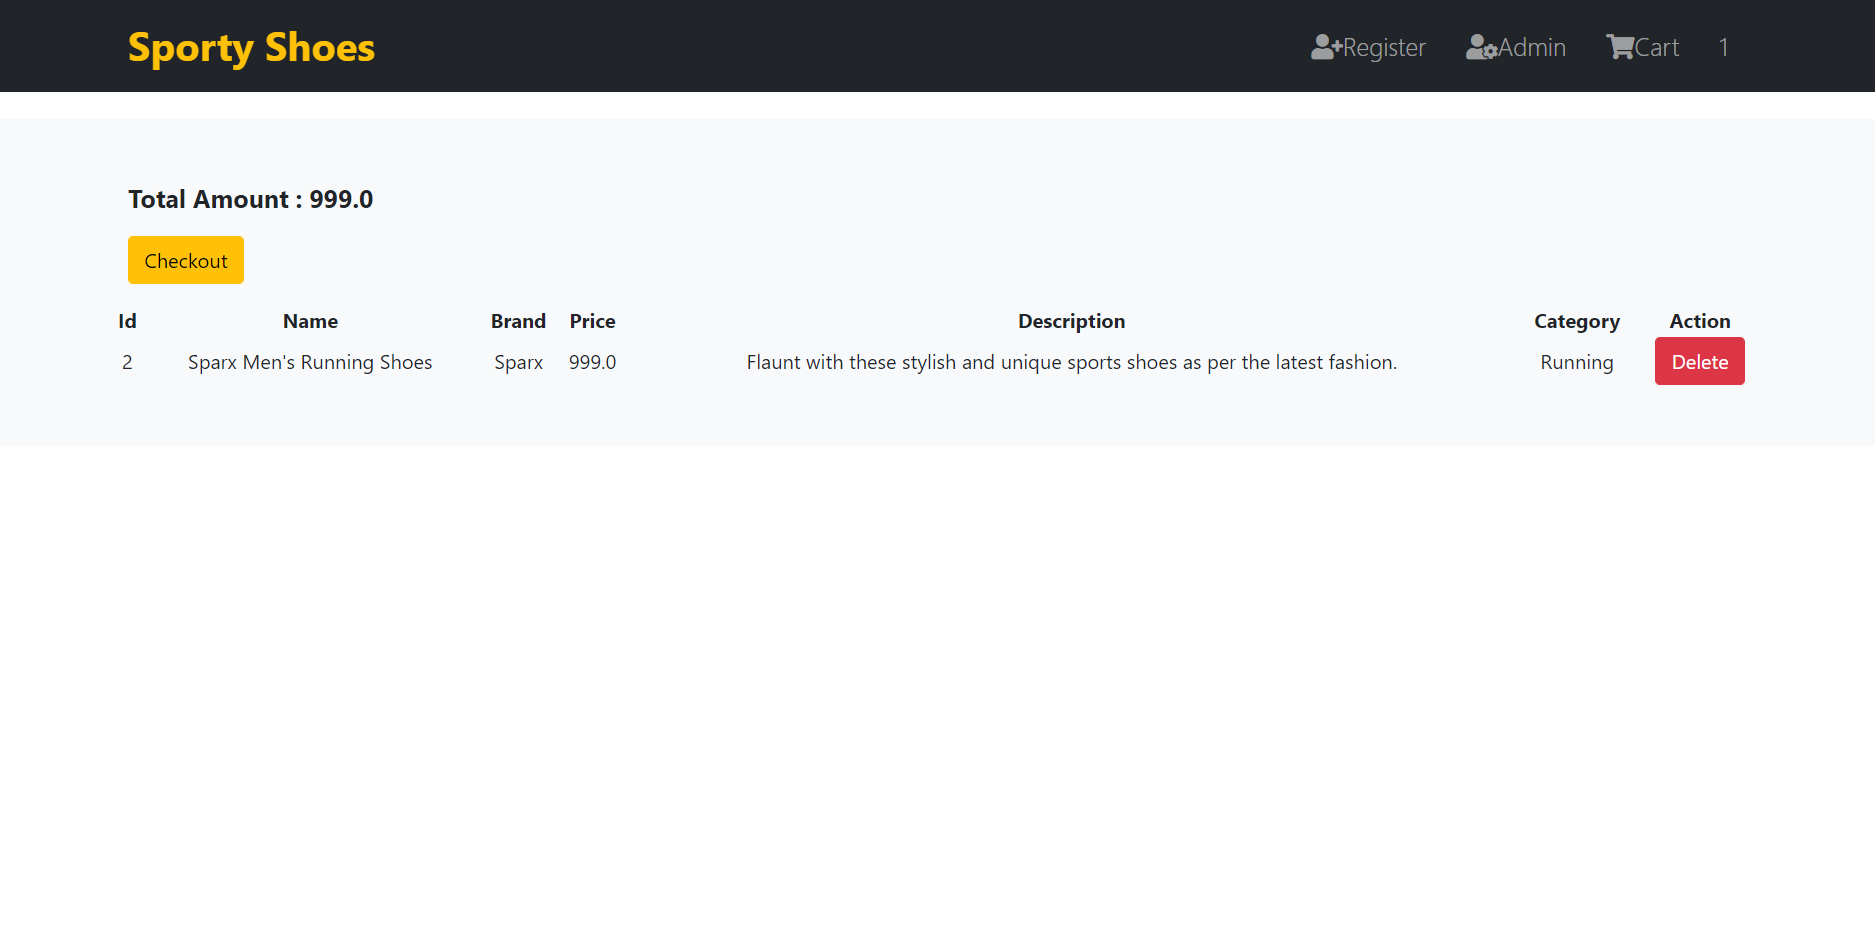 Sporty Shoes Register Admin Cart 1
Total Amount : 999.0
Checkout
Id Name Brand Price Description Category Action
2 Sparx Men's Running Shoes Sparx 999.0 Flaunt with these stylish and unique sports shoes as per the latest fashion. Running Delete